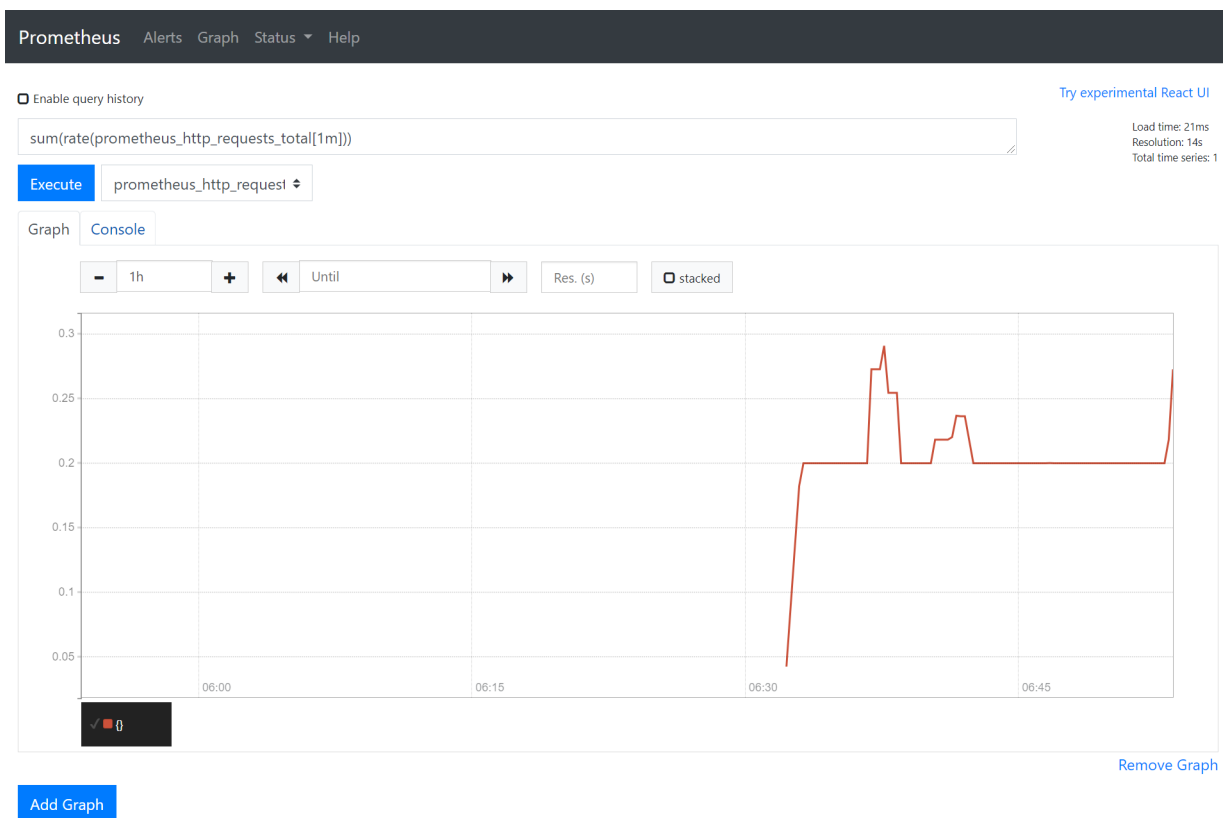 Prometheus Alerts Graph Status Help
Enable query history
Try experimental React UI
sum(rate(prometheus_http_requests_total[1m]))
Load time: 21ms
Resolution: 14s
Total time series: 1
Execute prometheus_http_request
Graph Console
1h Until Res. (s) stacked
0.3
0.25
0.2
0.15
0.1
0.05
06:00 06:15 06:30 06:45
✓ {}
Remove Graph
Add Graph